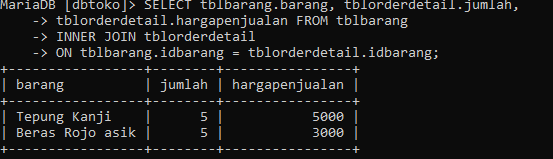 MariaDB [dbtoko]> SELECT tblbarang.barang, tblorderdetail.jumlah,
    -> tblorderdetail.hargapenjualan FROM tblbarang
    -> INNER JOIN tblorderdetail
    -> ON tblbarang.idbarang = tblorderdetail.idbarang;
+-----------------+--------+----------------+
| barang          | jumlah | hargapenjualan |
+-----------------+--------+----------------+
| Tepung Kanji    |      5 |           5000 |
| Beras Rojo asik |      5 |           3000 |
+-----------------+--------+----------------+